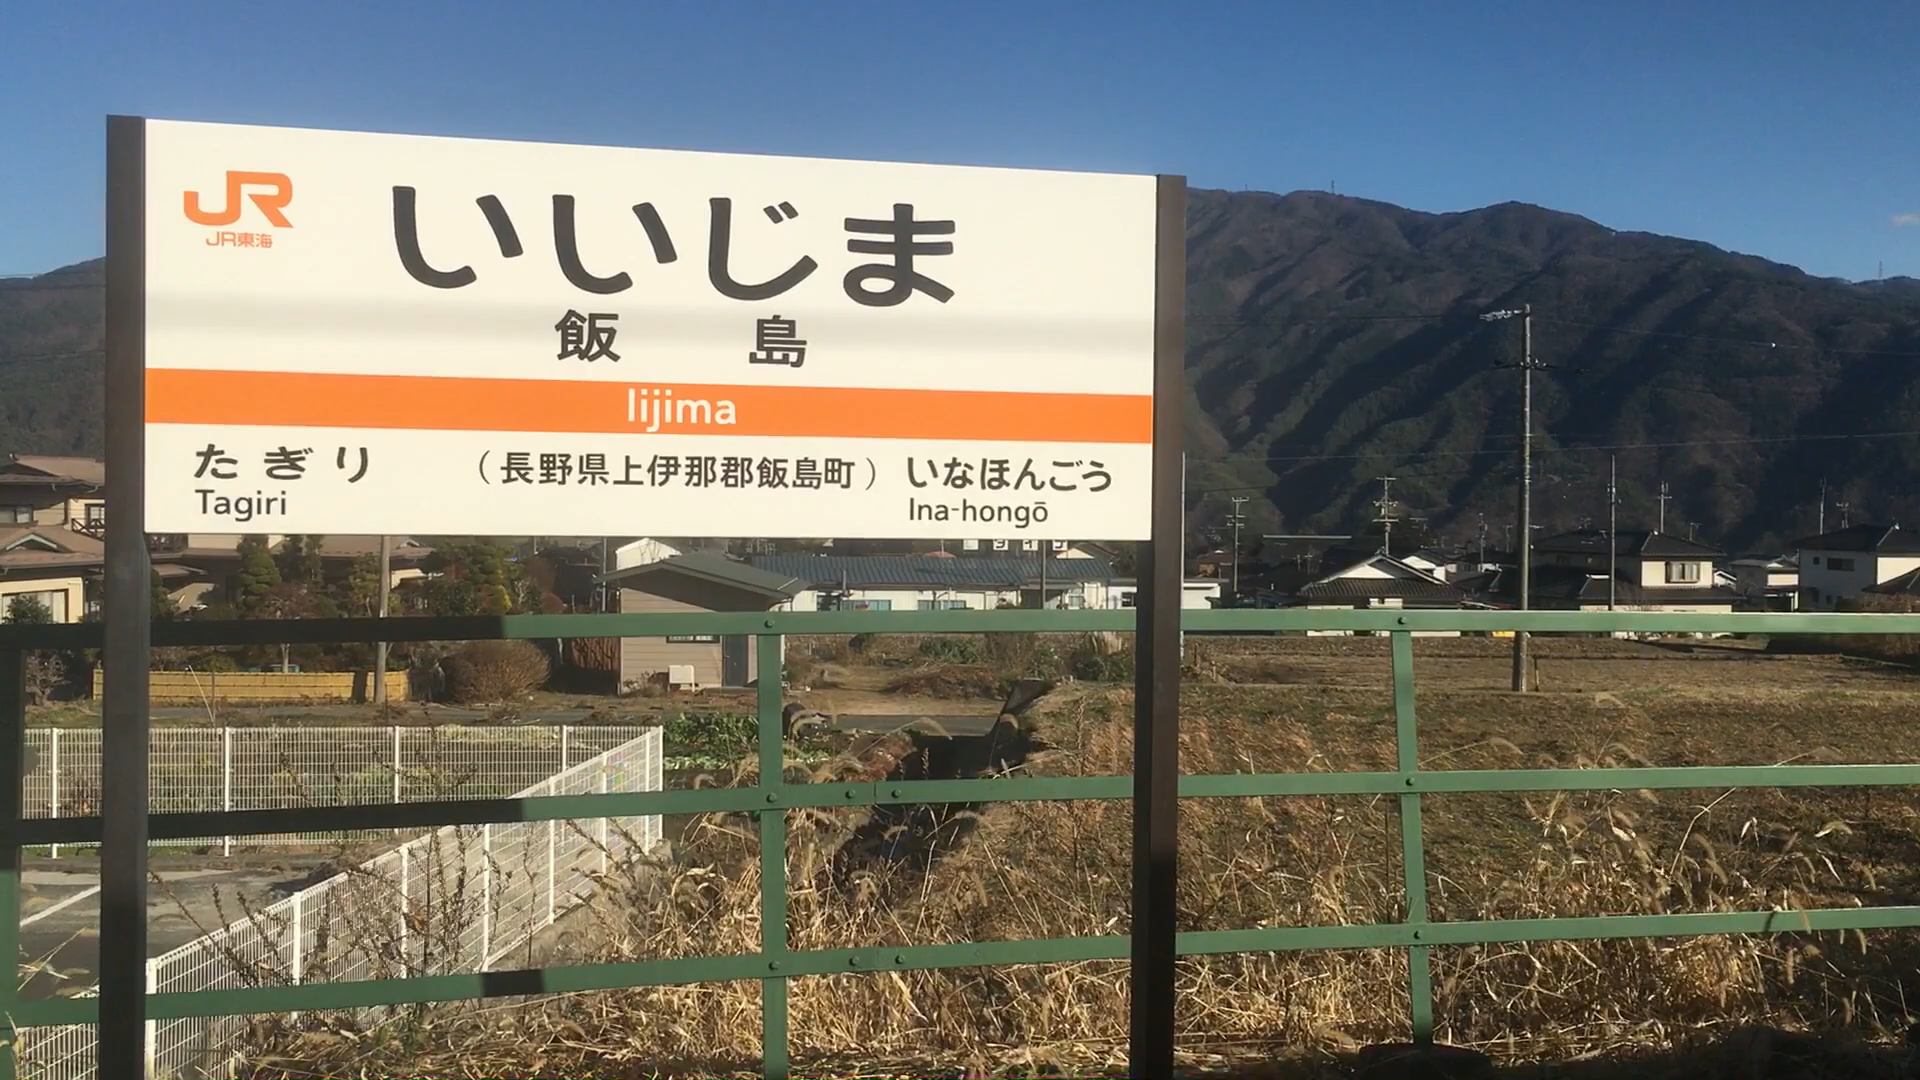 JR
JR東海
いいじま
飯 島
Iijima
たぎり
Tagiri
（長野県上伊那郡飯島町）
いなほんごう
Ina-hongō